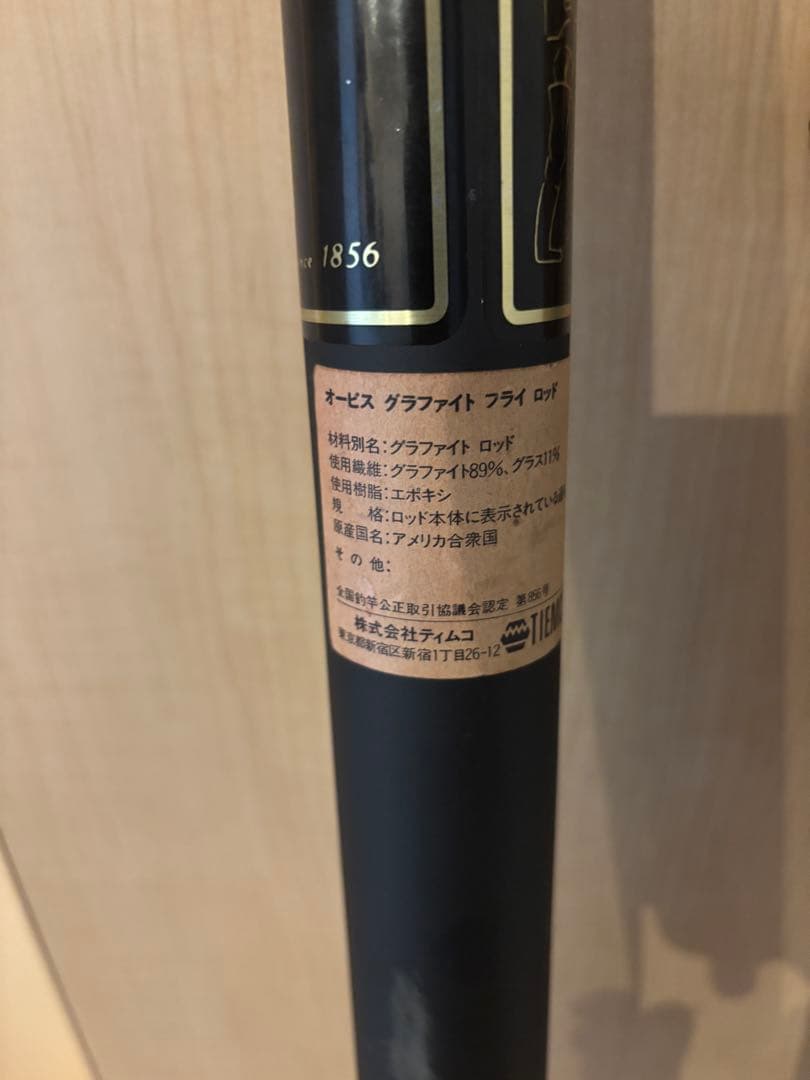 1856
オービス グラファイト フライ ロッド
材料別名:グラファイト ロッド
使用繊維:グラファイト89%、グラス11%
使用樹脂:エポキシ
規 格:ロッド本体に表示されている
原産国名:アメリカ合衆国
その他:
全国釣竿公正取引協議会認定 第856号
株式会社ティムコ
東京都新宿区新宿1丁目26-12